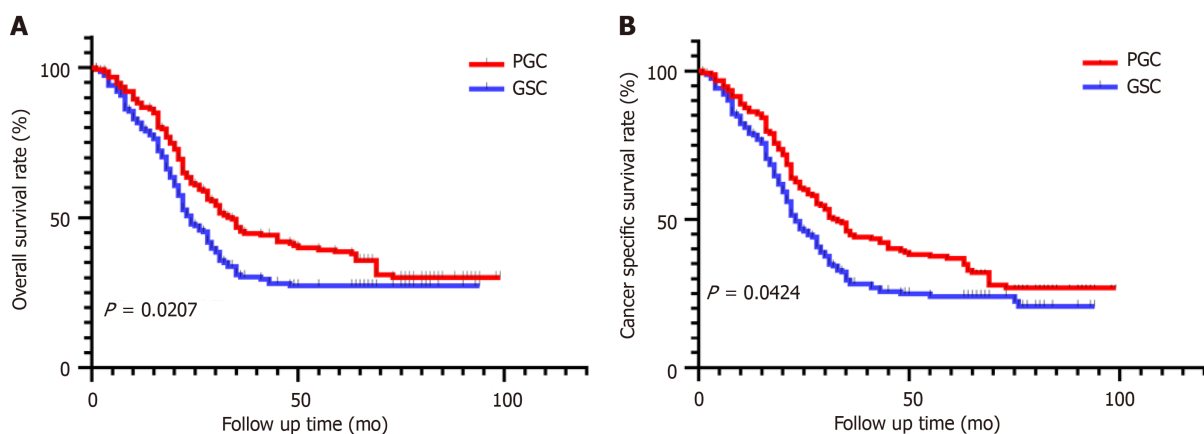 A
Overall survival rate (%)
100
50
0
PGC
GSC
P = 0.0207
0
50
100
Follow up time (mo)
B
Cancer specific survival rate (%)
100
50
0
PGC
GSC
P = 0.0424
0
50
100
Follow up time (mo)